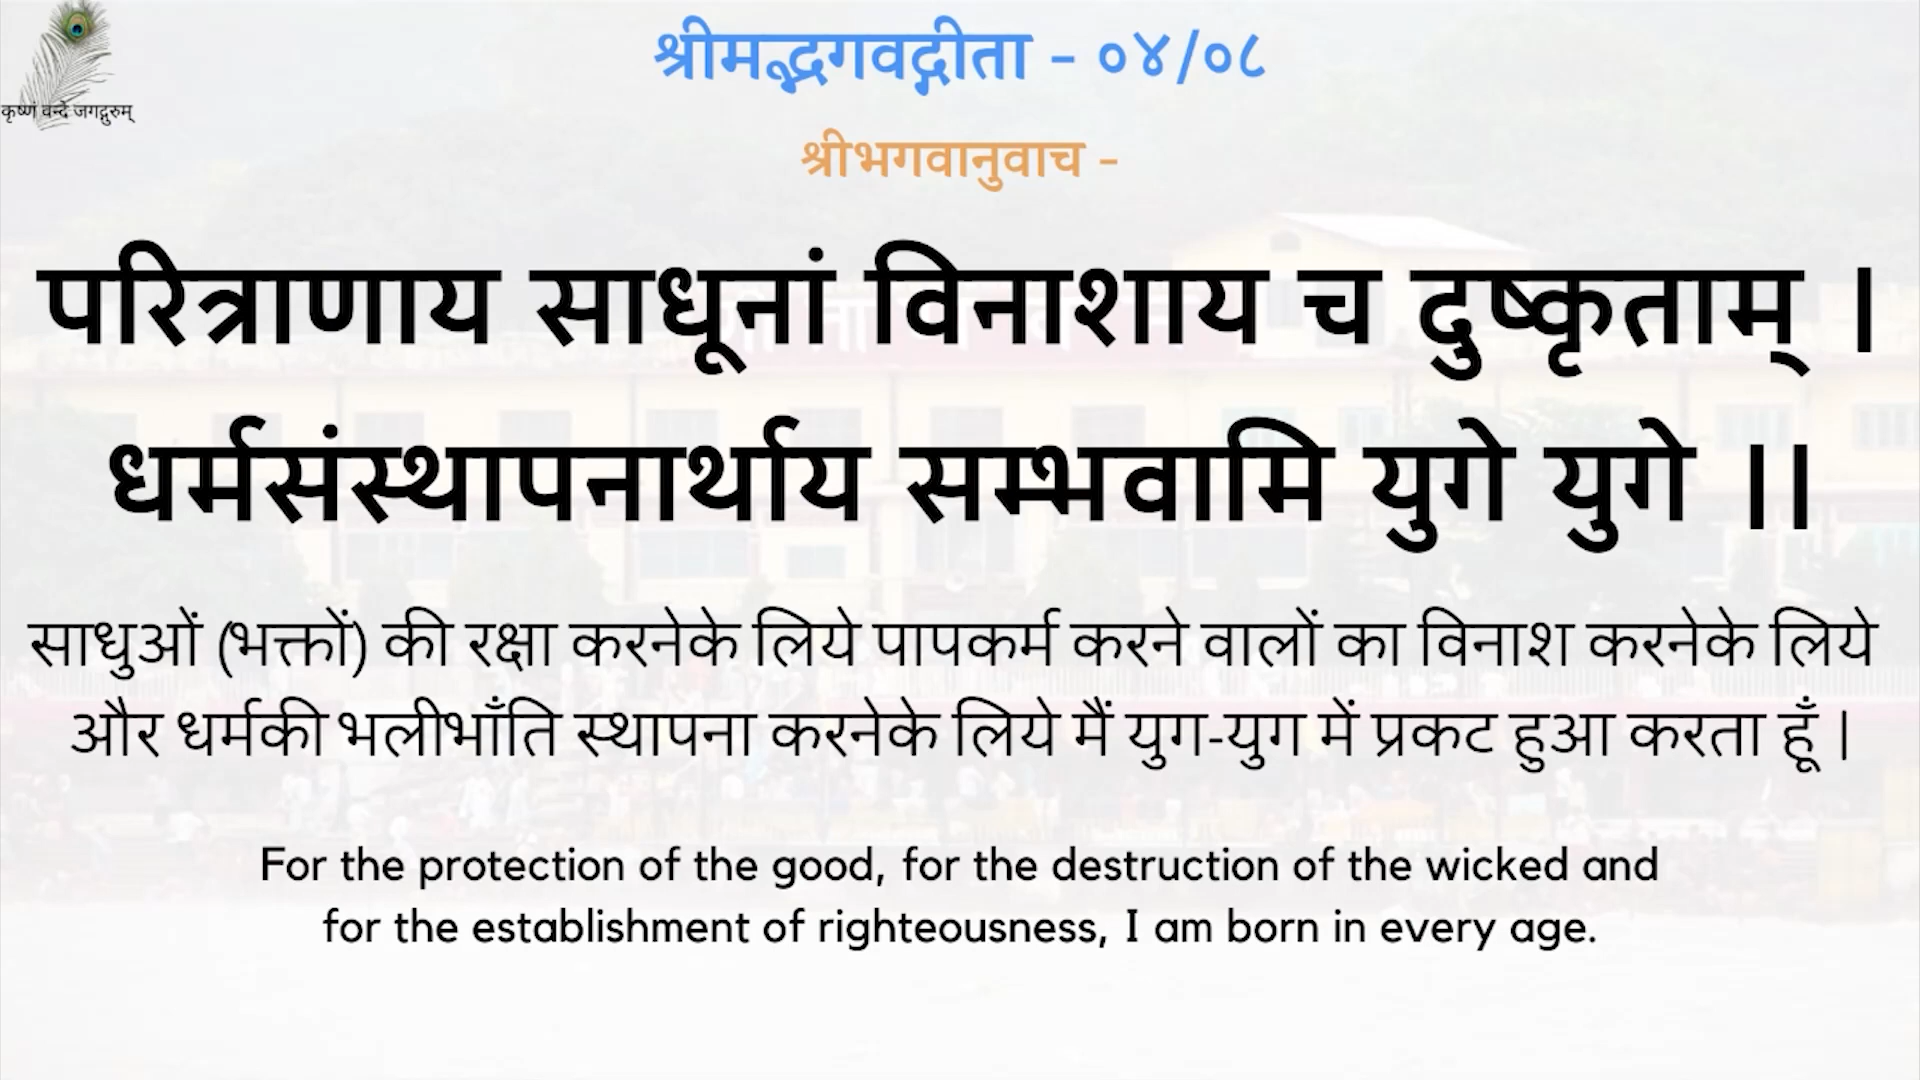 कृष्णं वन्दे जगद्गुरुम्
श्रीमद्भगवद्गीता - ०४/०८
श्रीभगवानुवाच -
परित्राणाय साधूनां विनाशाय च दुष्कृताम् ।
धर्मसंस्थापनार्थाय सम्भवामि युगे युगे ।।
साधुओं (भक्तों) की रक्षा करनेके लिये पापकर्म करने वालों का विनाश करनेके लिये
और धर्मकी भलीभाँति स्थापना करनेके लिये मैं युग-युग में प्रकट हुआ करता हूँ ।
For the protection of the good, for the destruction of the wicked and
for the establishment of righteousness, I am born in every age.